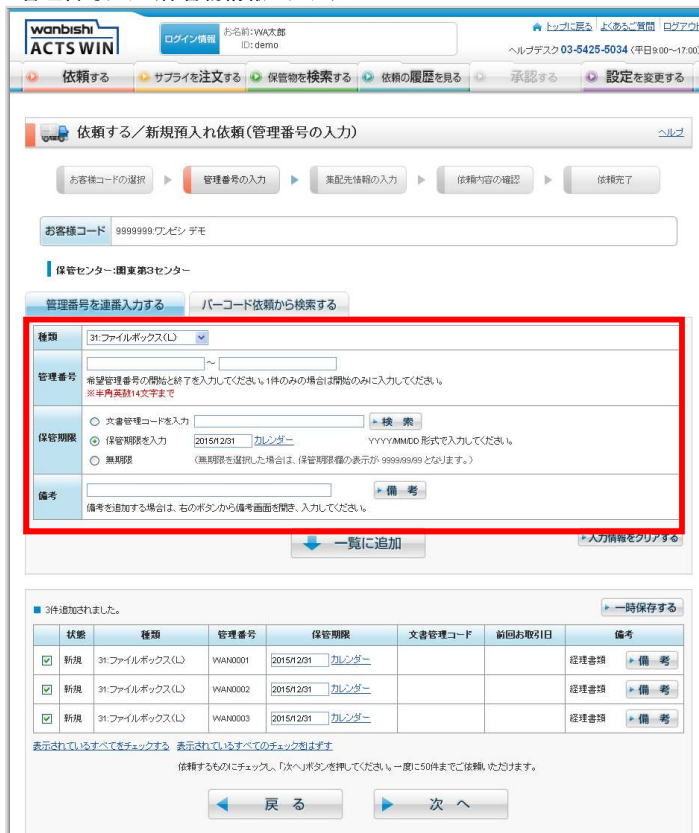 wanbishi
ACTS WIN
ログイン情報
お名前:WA太郎
ID:demo
トップに戻る よくあるご質問
ヘルプデスク 03-5425-5034 (平日9:00〜17:00)
依頼する サプライを注文する 保管物を検索する 依頼の履歴を見る 承認する 設定を変更する
依頼する/新規預入れ依頼(管理番号の入力)
ヘルプ
お客様コードの選択 管理番号の入力 集配先情報の入力 依頼内容の確認 依頼完了
お客様コード 9999999:ワンビシ デモ
保管センター:関東第3センター
管理番号を連番入力する バーコード依頼から検索する
種類 31:ファイルボックス(L)
管理番号 〜
希望管理番号の開始と終了を入力してください。1件のみの場合は開始のみに入力してください。
※半角英数14文字まで
保管期限
文書管理コードを入力 検 索
保管期限を入力 2015/12/31 カレンダー YYYY/MM/DD 形式で入力してください。
無期限 (無期限を選択した場合は、保管期限欄の表示が 9999/99/99 となります。)
備考 備 考
備考を追加する場合は、右のボタンから備考画面を開き、入力してください。
一覧に追加 入力情報をクリアする
3件追加されました。 一時保存する
状態 種類 管理番号 保管期限 文書管理コード 前回お取引日 備考
新規 31:ファイルボックス(L) WAN0001 2015/12/31 カレンダー 経理書類 備 考
新規 31:ファイルボックス(L) WAN0002 2015/12/31 カレンダー 経理書類 備 考
新規 31:ファイルボックス(L) WAN0003 2015/12/31 カレンダー 経理書類 備 考
表示されているすべてをチェックする 表示されているすべてのチェックをはずす
依頼するものにチェックし、「次へ」ボタンを押してください。一度に50件までご依頼いただけます。
戻 る 次 へ